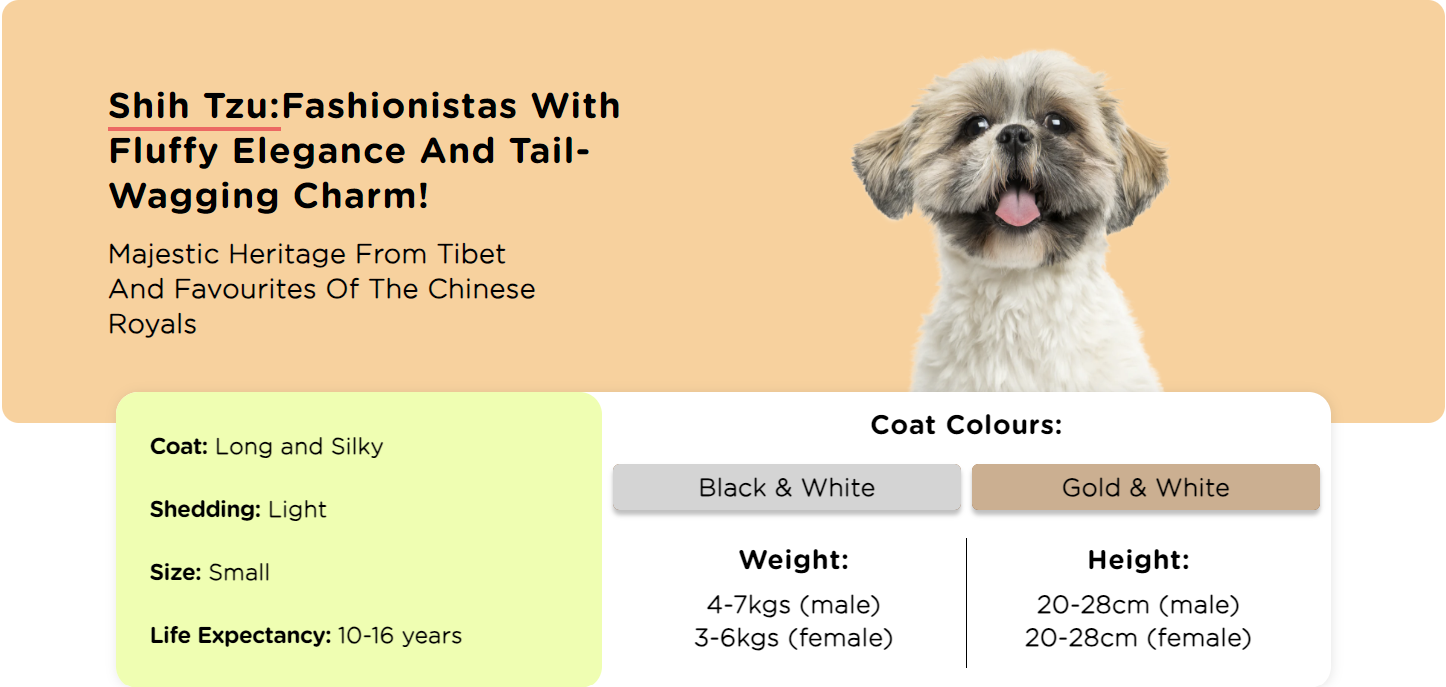 Shih Tzu:Fashionistas With
Fluffy Elegance And Tail-
Wagging Charm!
Majestic Heritage From Tibet
And Favourites Of The Chinese
Royals
Coat: Long and Silky
Shedding: Light
Size: Small
Life Expectancy: 10-16 years
Coat Colours:
Black & White
Gold & White
Weight:
4-7kgs (male)
3-6kgs (female)
Height:
20-28cm (male)
20-28cm (female)